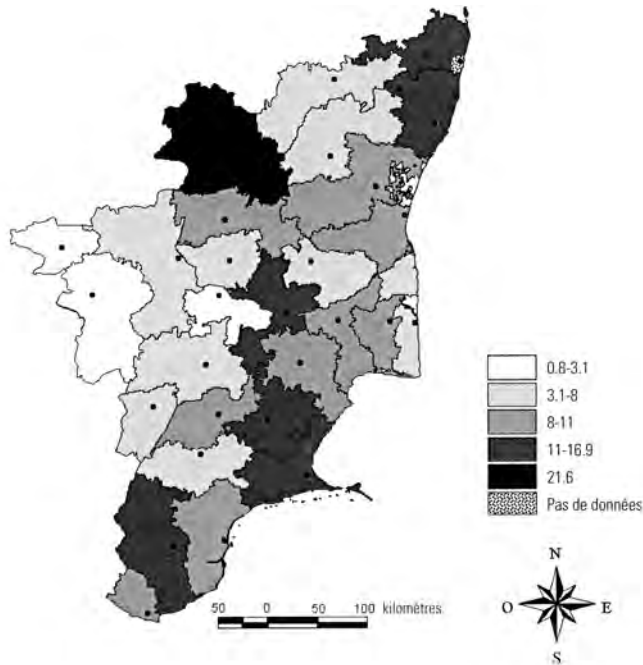 0.8-3.1
3.1-8
8-11
11-16.9
21.6
Pas de données
N
O E
S
50 0 50 100 kilomètres